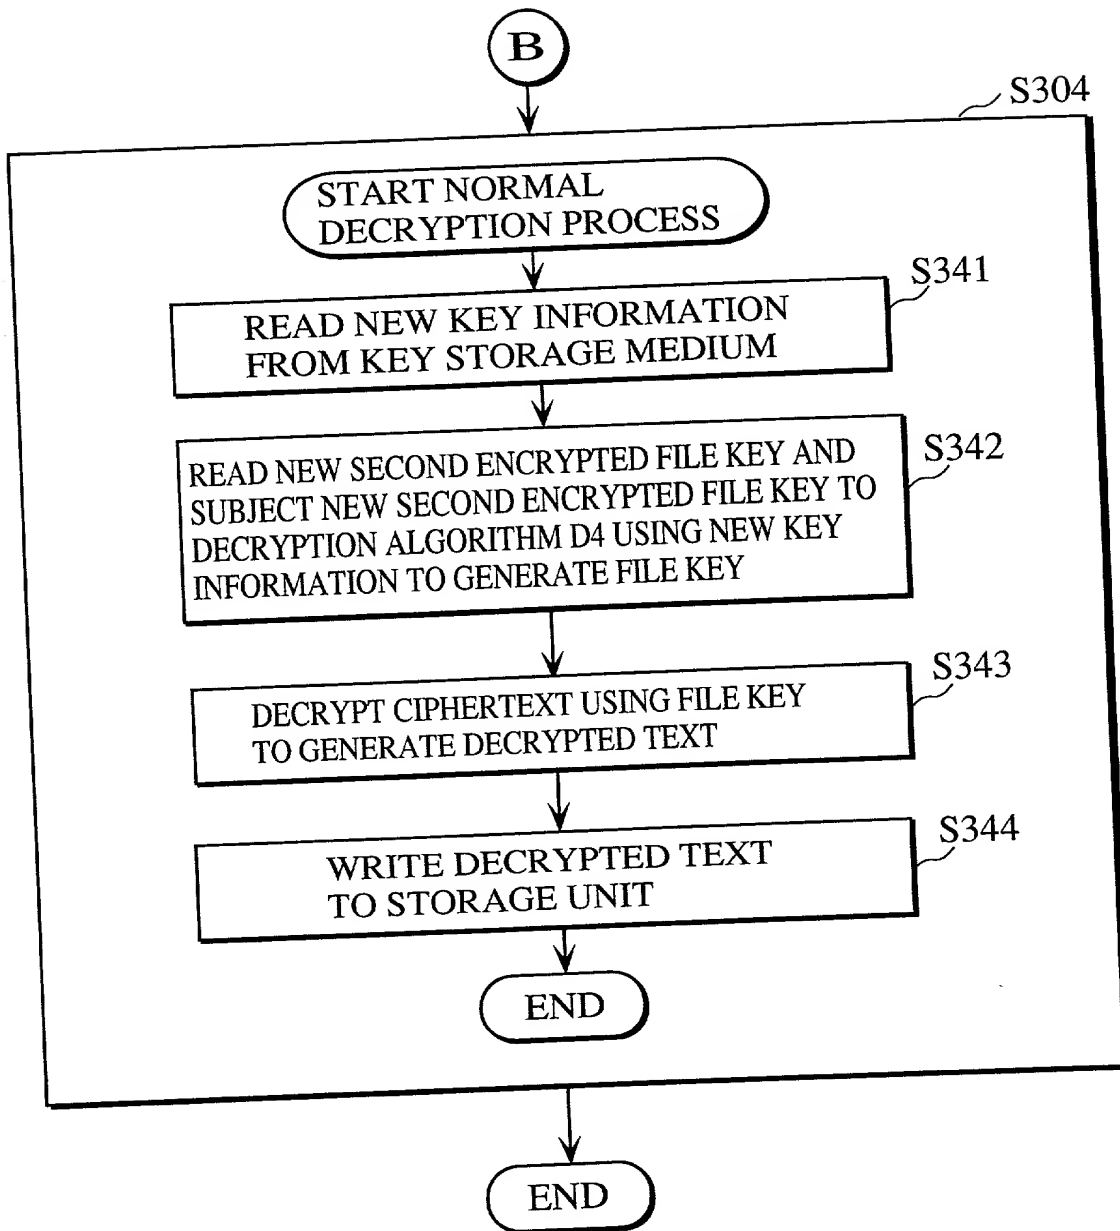 B
S304
START NORMAL
DECRYPTION PROCESS
S341
READ NEW KEY INFORMATION
FROM KEY STORAGE MEDIUM
S342
READ NEW SECOND ENCRYPTED FILE KEY AND
SUBJECT NEW SECOND ENCRYPTED FILE KEY TO
DECRYPTION ALGORITHM D4 USING NEW KEY
INFORMATION TO GENERATE FILE KEY
S343
DECRYPT CIPHERTEXT USING FILE KEY
TO GENERATE DECRYPTED TEXT
S344
WRITE DECRYPTED TEXT
TO STORAGE UNIT
END
END